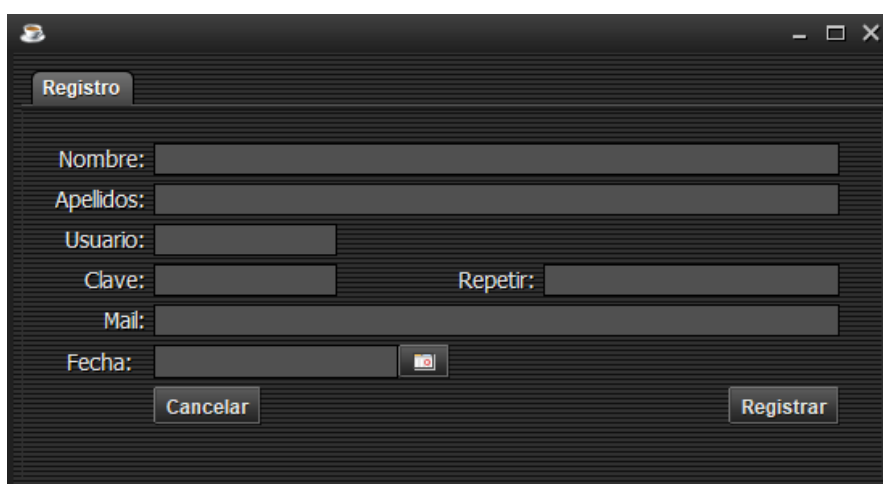 Registro
Nombre:
Apellidos:
Usuario:
Clave: Repetir:
Mail:
Fecha:
Cancelar Registrar